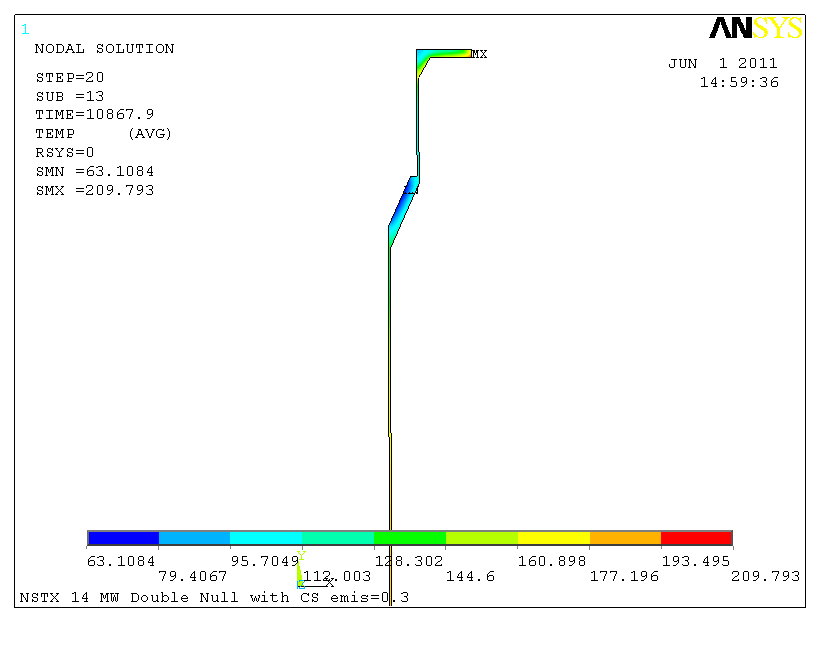 1
ANSYS
NODAL SOLUTION
JUN  1 2011
14:59:36
STEP=20
SUB =13
TIME=10867.9
TEMP     (AVG)
RSYS=0
SMN =63.1084
SMX =209.793
MX
63.1084
95.7049
128.302
160.898
193.495
79.4067
112.003
144.6
177.196
209.793
Y
X
NSTX 14 MW Double Null with CS emis=0.3